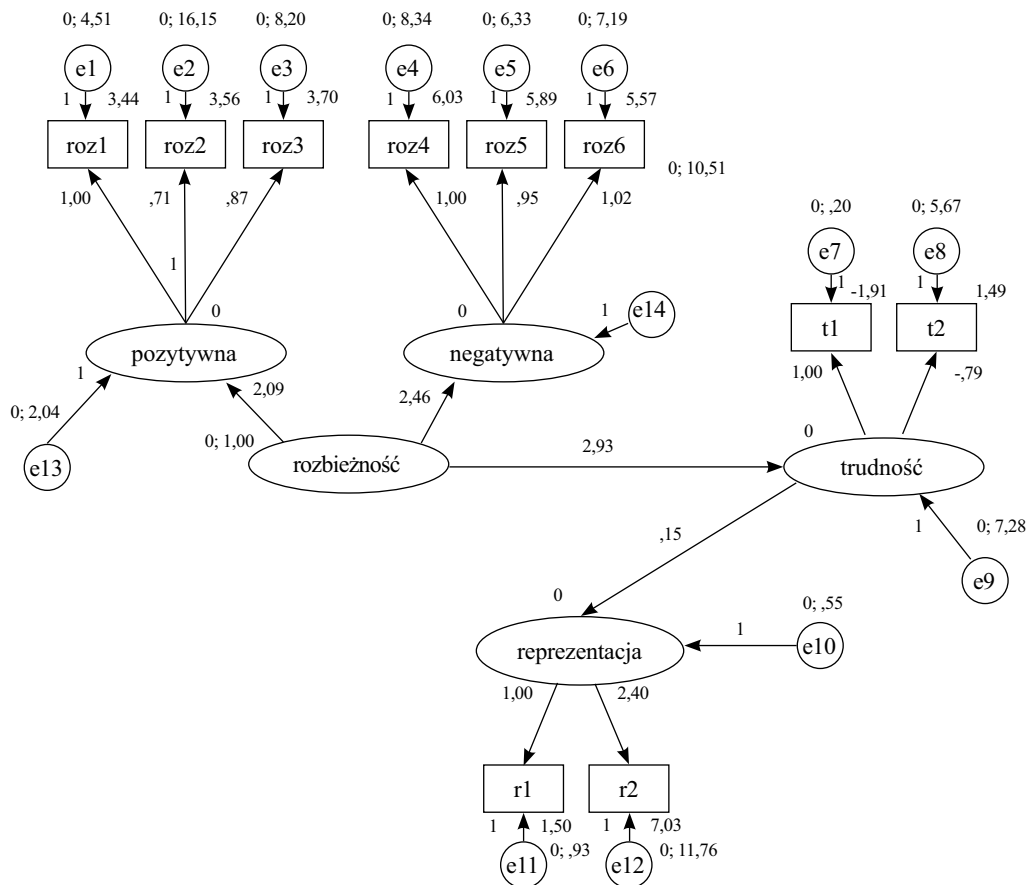 0; 4,51 0; 16,15 0; 8,20 0; 8,34 0; 6,33 0; 7,19
e1 e2 e3 e4 e5 e6
1 3,44 1 3,56 1 3,70 1 6,03 1 5,89 1 5,57
roz1 roz2 roz3 roz4 roz5 roz6
0; 10,51
1,00 ,71 ,87 1,00 ,95 1,02
0; ,20 0; 5,67
e7 e8
1
1 -1,91 1 1,49
0 0 1 e14
t1 t2
pozytywna negatywna
1 2,09 2,46 1,00 -,79
0; 2,04 0; 1,00 0
e13 rozbieżność 2,93 trudność
,15 1 0; 7,28
e9
0 0; ,55
reprezentacja 1 e10
1,00 2,40
r1 r2
1 1,50 1 7,03
e11 0; ,93 e12 0; 11,76